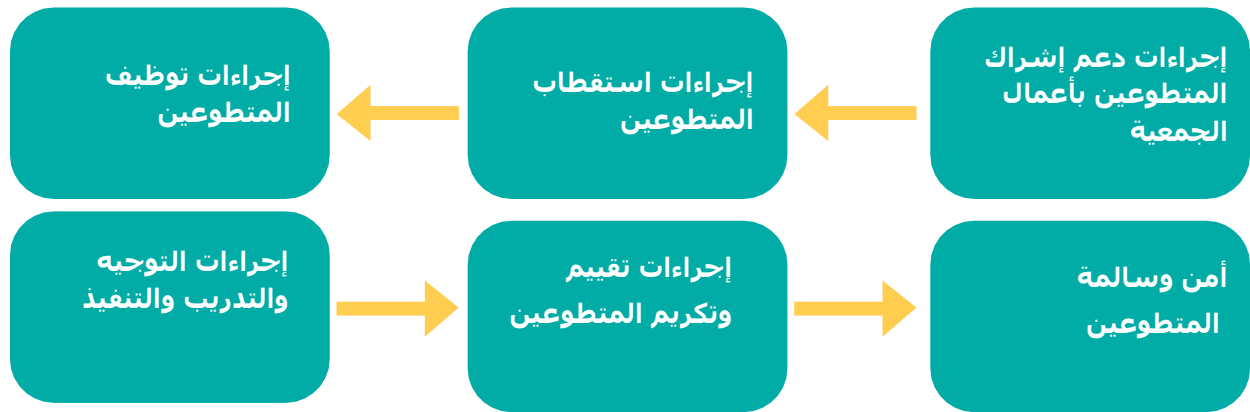 إجراءات دعم إشراك
المتطوعين بأعمال
الجمعية
إجراءات استقطاب
المتطوعين
إجراءات توظيف
المتطوعين
إجراءات التوجيه
والتدريب والتنفيذ
إجراءات تقييم
وتكريم المتطوعين
أمن وسالمة
المتطوعين